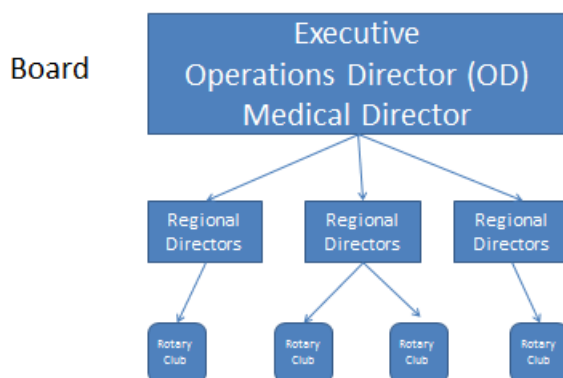 Board
Executive
Operations Director (OD)
Medical Director
Regional
Directors
Regional
Directors
Regional
Directors
Rotary
Club
Rotary
Club
Rotary
Club
Rotary
Club